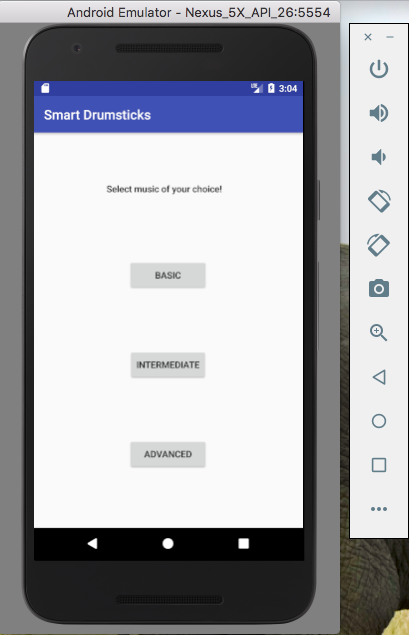 Android Emulator - Nexus_5X_API_26:5554
3:04
Smart Drumsticks
Select music of your choice!
BASIC
INTERMEDIATE
ADVANCED